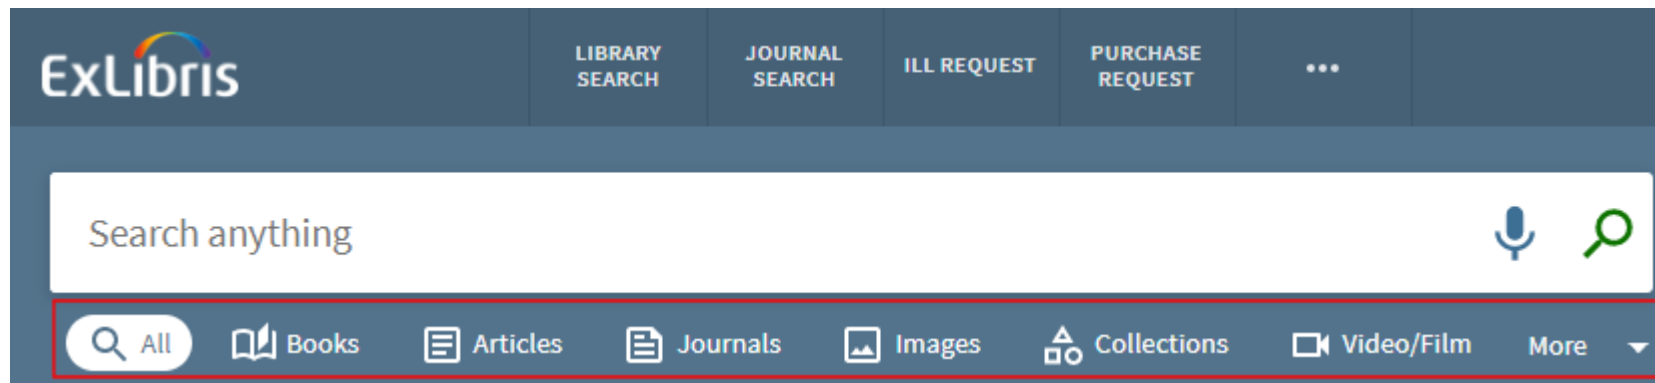 ExLibris
LIBRARY
SEARCH
JOURNAL
SEARCH
ILL REQUEST
PURCHASE
REQUEST
•••
Search anything
All Books Articles Journals Images Collections Video/Film More